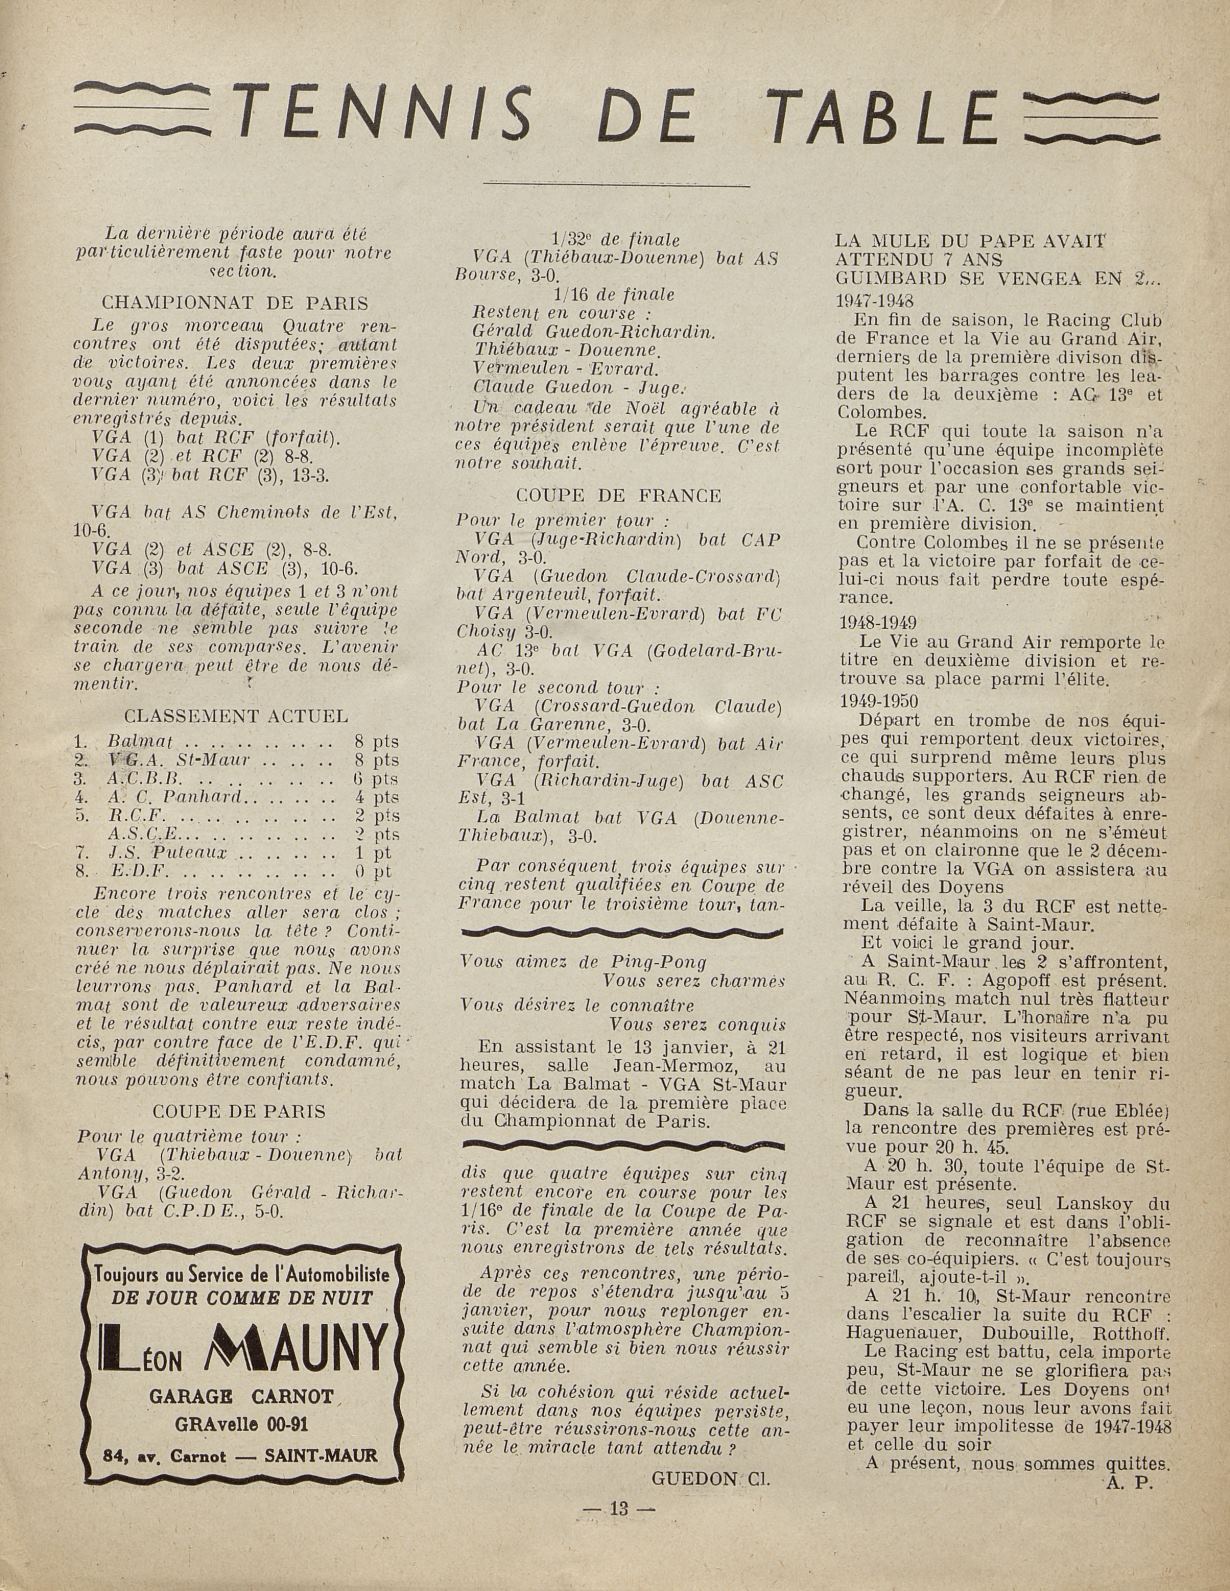 TENNIS DE TABLE
La dernière période aura été
particulièrement faste pour notre
section.
CHAMPIONNAT DE PARIS
Le gros morceau. Quatre ren-
contres ont été disputées; autant
de victoires. Les deux premières
vous ayant été annoncées dans le
dernier numéro, voici les résultats
enregistrés depuis.
VGA (1) bat RCF (forfait).
VGA (2) et RCF (2) 8-8.
VGA (3) bat RCF (3), 13-3.
VGA bat AS Cheminots de l'Est,
10-6.
VGA (2) et ASCE (2), 8-8.
VGA (3) bat ASCE (3), 10-6.
A ce jour, nos équipes 1 et 3 n'ont
pas connu la défaite, seule l'équipe
seconde ne semble pas suivre le
train de ses comparses. L'avenir
se chargera peut être de nous dé-
mentir.
CLASSEMENT ACTUEL
1. Balmat .. .. .. .. .. .. 8 pts
2. V.G.A. St-Maur .. .. .. 8 pts
3. A.C.B.B. .. .. .. .. .. .. 6 pts
4. A. C. Panhard.. .. .. .. 4 pts
5. R.C.F. .. .. .. .. .. .. 2 pts
A.S.C.E... .. .. .. .. .. 2 pts
7. J.S. Puteaux .. .. .. .. 1 pt
8. E.D.F. .. .. .. .. .. .. 0 pt
Encore trois rencontres et le cy-
cle des matches aller sera clos ;
conserverons-nous la tête ? Conti-
nuer la surprise que nous avons
créé ne nous déplairait pas. Ne nous
leurrons pas. Panhard et la Bal-
mat sont de valeureux adversaires
et le résultat contre eux reste indé-
cis, par contre face de l'E.D.F. qui
semble définitivement condamné,
nous pouvons être confiants.
COUPE DE PARIS
Pour le quatrième tour :
VGA (Thiebaux - Douenne) bat
Antony, 3-2.
VGA (Guedon Gérald - Richar-
din) bat C.P.D E., 5-0.
Toujours au Service de l'Automobiliste
DE JOUR COMME DE NUIT
LÉON MAUNY
GARAGE CARNOT
GRAvelle 00-91
84, av. Carnot — SAINT-MAUR
1/32e de finale
VGA (Thiébaux-Douenne) bat AS
Bourse, 3-0.
1/16 de finale
Restent en course :
Gérald Guedon-Richardin.
Thiébaux - Douenne.
Vermeulen - Evrard.
Claude Guedon - Juge.
Un cadeau de Noël agréable à
notre président serait que l'une de
ces équipes enlève l'épreuve. C'est
notre souhait.
COUPE DE FRANCE
Pour le premier tour :
VGA (Juge-Richardin) bat CAP
Nord, 3-0.
VGA (Guedon Claude-Crossard)
bat Argenteuil, forfait.
VGA (Vermeulen-Evrard) bat FC
Choisy 3-0.
AC 13e bat VGA (Godelard-Bru-
net), 3-0.
Pour le second tour :
VGA (Crossard-Guedon Claude)
bat La Garenne, 3-0.
VGA (Vermeulen-Evrard) bat Air
France, forfait.
VGA (Richardin-Juge) bat ASC
Est, 3-1
La Balmat bat VGA (Douenne-
Thiebaux), 3-0.
Par conséquent, trois équipes sur
cinq restent qualifiées en Coupe de
France pour le troisième tour, tan-
Vous aimez de Ping-Pong
Vous serez charmés
Vous désirez le connaître
Vous serez conquis
En assistant le 13 janvier, à 21
heures, salle Jean-Mermoz, au
match La Balmat - VGA St-Maur
qui décidera de la première place
du Championnat de Paris.
dis que quatre équipes sur cinq
restent encore en course pour les
1/16e de finale de la Coupe de Pa-
ris. C'est la première année que
nous enregistrons de tels résultats.
Après ces rencontres, une pério-
de de repos s'étendra jusqu'au 5
janvier, pour nous replonger en-
suite dans l'atmosphère Champion-
nat qui semble si bien nous réussir
cette année.
Si la cohésion qui réside actuel-
lement dans nos équipes persiste,
peut-être réussirons-nous cette an-
née le miracle tant attendu ?
GUEDON Cl.
LA MULE DU PAPE AVAIT
ATTENDU 7 ANS
GUIMBARD SE VENGEA EN 2...
1947-1948
En fin de saison, le Racing Club
de France et la Vie au Grand Air,
derniers de la première divison dis-
putent les barrages contre les lea-
ders de la deuxième : AC 13e et
Colombes.
Le RCF qui toute la saison n'a
présenté qu'une équipe incomplète
sort pour l'occasion ses grands sei-
gneurs et par une confortable vic-
toire sur l'A. C. 13e se maintient
en première division.
Contre Colombes il ne se présente
pas et la victoire par forfait de ce-
lui-ci nous fait perdre toute espé-
rance.
1948-1949
Le Vie au Grand Air remporte le
titre en deuxième division et re-
trouve sa place parmi l'élite.
1949-1950
Départ en trombe de nos équi-
pes qui remportent deux victoires,
ce qui surprend même leurs plus
chauds supporters. Au RCF rien de
changé, les grands seigneurs ab-
sents, ce sont deux défaites à enre-
gistrer, néanmoins on ne s'émeut
pas et on claironne que le 2 décem-
bre contre la VGA on assistera au
réveil des Doyens
La veille, la 3 du RCF est nette-
ment défaite à Saint-Maur.
Et voici le grand jour.
A Saint-Maur les 2 s'affrontent,
au R. C. F. : Agopoff est présent.
Néanmoins match nul très flatteur
pour St-Maur. L'horaire n'a pu
être respecté, nos visiteurs arrivant
en retard, il est logique et bien
séant de ne pas leur en tenir ri-
gueur.
Dans la salle du RCF (rue Eblée)
la rencontre des premières est pré-
vue pour 20 h. 45.
A 20 h. 30, toute l'équipe de St-
Maur est présente.
A 21 heures, seul Lanskoy du
RCF se signale et est dans l'obli-
gation de reconnaître l'absence
de ses co-équipiers. « C'est toujours
pareil, ajoute-t-il ».
A 21 h. 10, St-Maur rencontre
dans l'escalier la suite du RCF :
Haguenauer, Dubouille, Rotthoff.
Le Racing est battu, cela importe
peu, St-Maur ne se glorifiera pas
de cette victoire. Les Doyens ont
eu une leçon, nous leur avons fait
payer leur impolitesse de 1947-1948
et celle du soir
A présent, nous sommes quittes.
A. P.
— 13 —